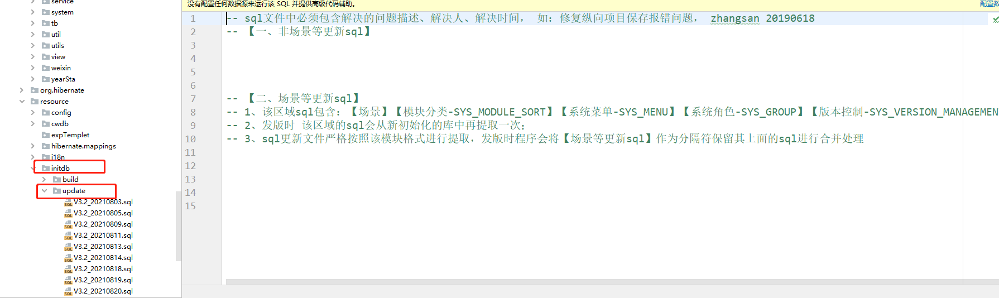 service
system
tb
util
utils
view
weixin
yearSta
org.hibernate
resource
config
cwdb
expTemplet
hibernate.mappings
i18n
initdb
build
update
V3.2_20210803.sql
V3.2_20210805.sql
V3.2_20210809.sql
V3.2_20210811.sql
V3.2_20210813.sql
V3.2_20210814.sql
V3.2_20210818.sql
V3.2_20210819.sql
V3.2_20210820.sql
没有配置任何数据源来运行该 SQL 并提供高级代码辅助。
配置数
1 -- sql文件中必须包含解决的问题描述、解决人、解决时间， 如：修复纵向项目保存报错问题， zhangsan 20190618
2 -- 【一、非场景等更新sql】
3
4
5
6
7 -- 【二、场景等更新sql】
8 -- 1、该区域sql包含：【场景】【模块分类-SYS_MODULE_SORT】【系统菜单-SYS_MENU】【系统角色-SYS_GROUP】【版本控制-SYS_VERSION_MANAGEMEN
9 -- 2、发版时 该区域的sql会从新初始化的库中再提取一次；
10 -- 3、sql更新文件严格按照该模块格式进行提取，发版时程序会将【场景等更新sql】作为分隔符保留其上面的sql进行合并处理
11
12
13
14
15